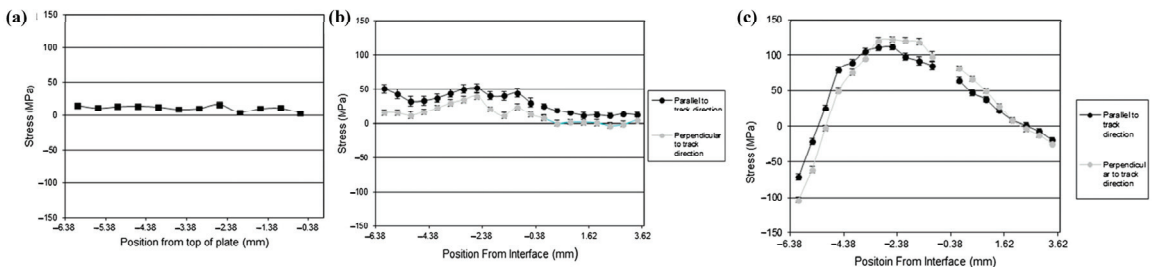 (a)
150
100
50
0
−50
−100
−150
Stress (MPa)
−6.38
−5.38
−4.38
−3.38
−2.38
−1.38
−0.38
Position from top of plate (mm)
(b)
150
100
50
0
−50
−100
−150
Stress (MPa)
−6.38
−4.38
−2.38
−0.38
1.62
3.62
Position From Interface (mm)
Parallel to
track direction
Perpendicular
to track
direction
(c)
150
100
50
0
−50
−100
−150
Stress (MPa)
−6.38
−4.38
−2.38
−0.38
1.62
3.62
Positoin From Interface (mm)
Parallel to
track
direction
Perpendicul
ar to track
direction